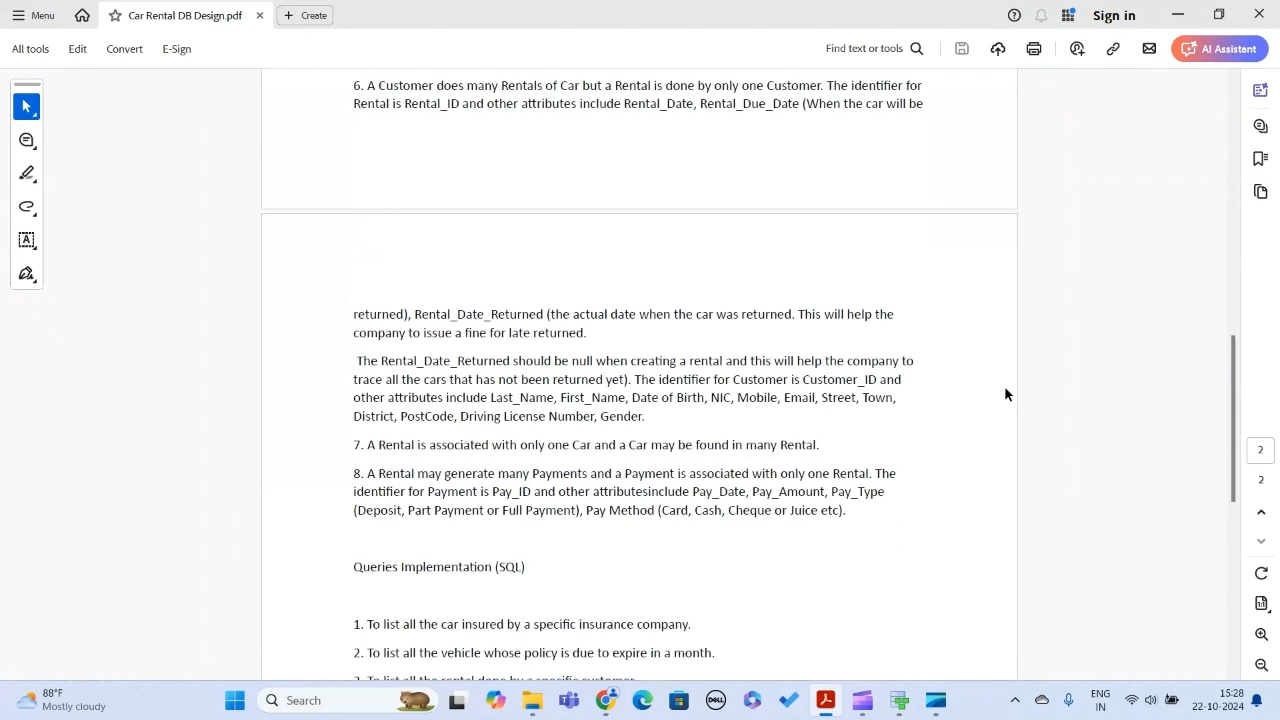 Menu
Car Rental DB Design.pdf
Create
Sign in
All tools
Edit
Convert
E-Sign
Find text or tools
AI Assistant
6. A Customer does many Rentals of Car but a Rental is done by only one Customer. The identifier for
Rental is Rental_ID and other attributes include Rental_Date, Rental_Due_Date (When the car will be
returned), Rental_Date_Returned (the actual date when the car was returned. This will help the
company to issue a fine for late returned.
The Rental_Date_Returned should be null when creating a rental and this will help the company to
trace all the cars that has not been returned yet). The identifier for Customer is Customer_ID and
other attributes include Last_Name, First_Name, Date of Birth, NIC, Mobile, Email, Street, Town,
District, PostCode, Driving License Number, Gender.
7. A Rental is associated with only one Car and a Car may be found in many Rental.
8. A Rental may generate many Payments and a Payment is associated with only one Rental. The
identifier for Payment is Pay_ID and other attributesinclude Pay_Date, Pay_Amount, Pay_Type
(Deposit, Part Payment or Full Payment), Pay Method (Card, Cash, Cheque or Juice etc).
Queries Implementation (SQL)
1. To list all the car insured by a specific insurance company.
2. To list all the vehicle whose policy is due to expire in a month.
3. To list all the rental done by a specific customer.
2
2
88°F
Mostly cloudy
Search
DELL
ENG
IN
15:28
22-10-2024